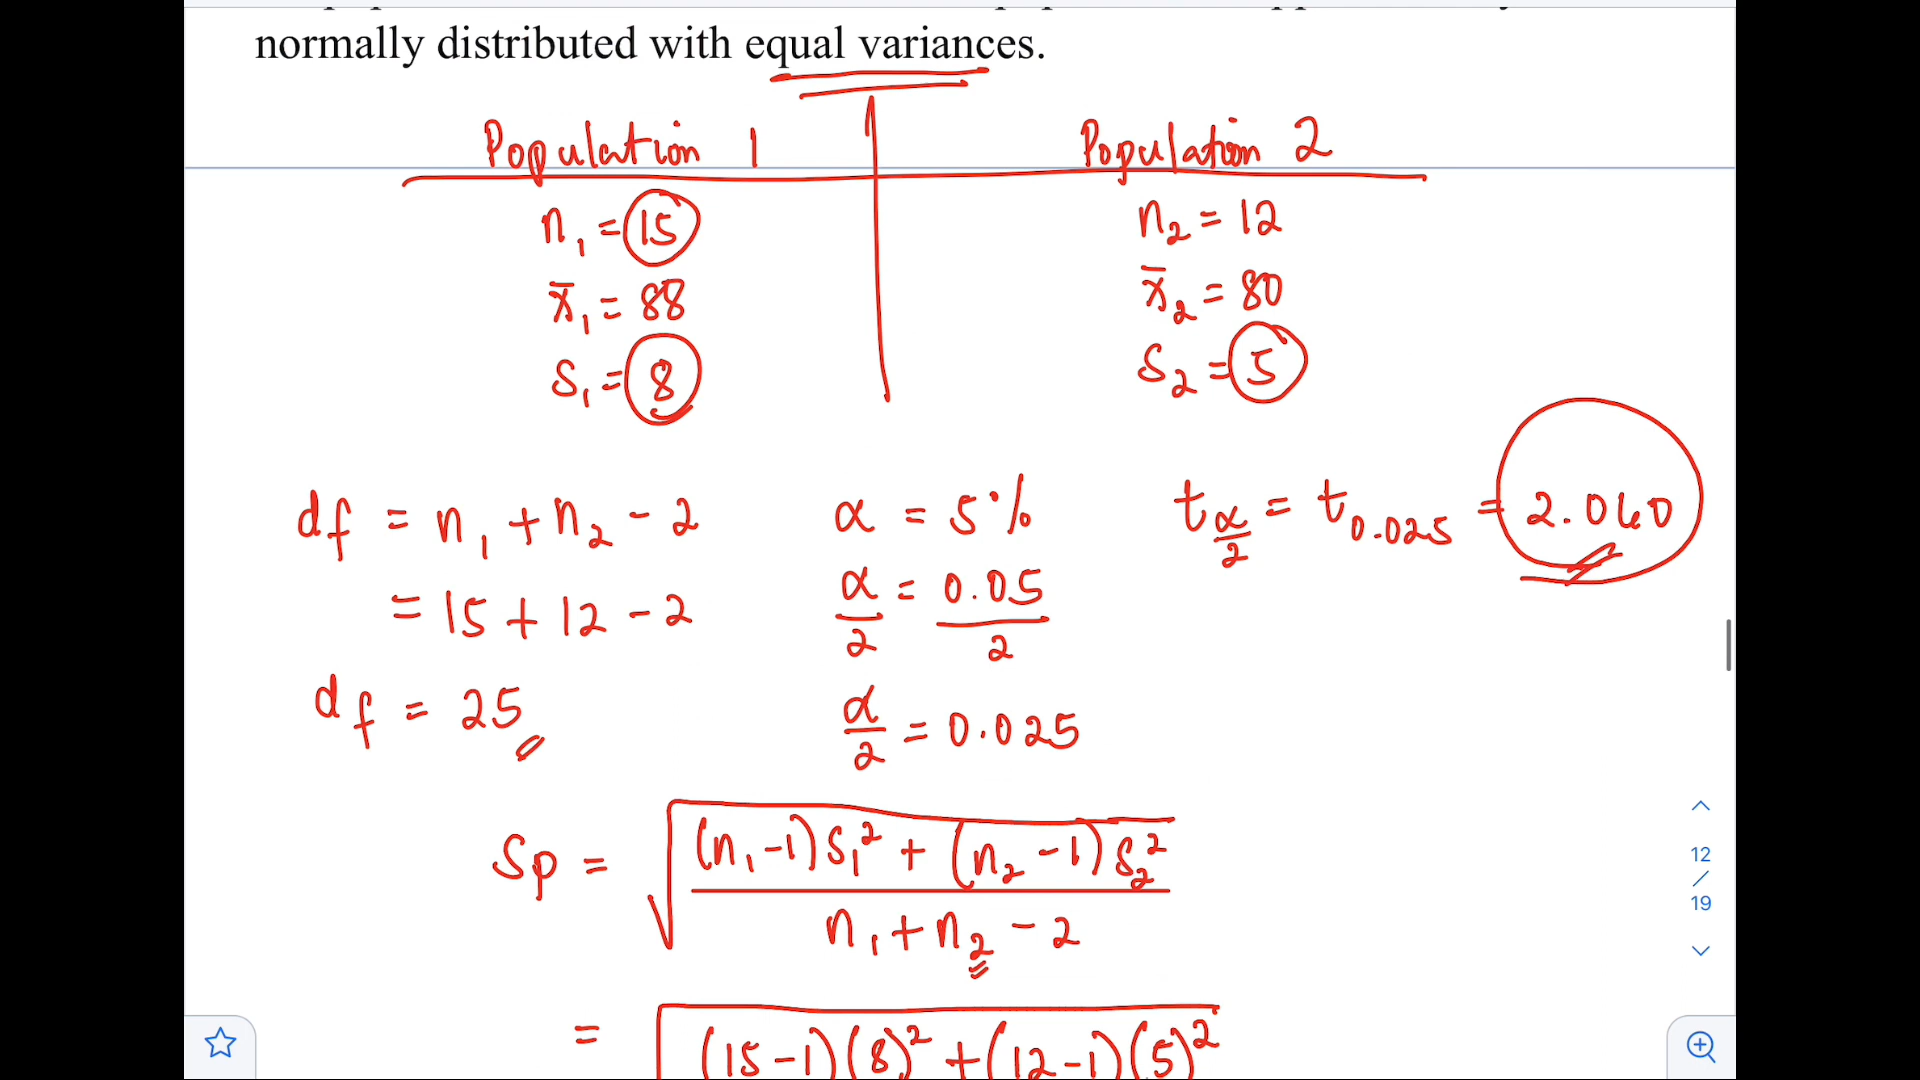 normally distributed with equal variances.
Population 1 Population 2
n₁ = 15 n₂ = 12
x̄₁ = 88 x̄₂ = 80
S₁ = 8 S₂ = 5
df = n₁ + n₂ - 2 α = 5% t_α/2 = t_0.025 = 2.060
= 15 + 12 - 2 α/2 = 0.05/2
df = 25 α/2 = 0.025
Sp = √((n₁-1)S₁² + (n₂-1)S₂² / n₁+n₂-2)
= √(15-1)(8)² + (12-1)(5)²
12
/
19